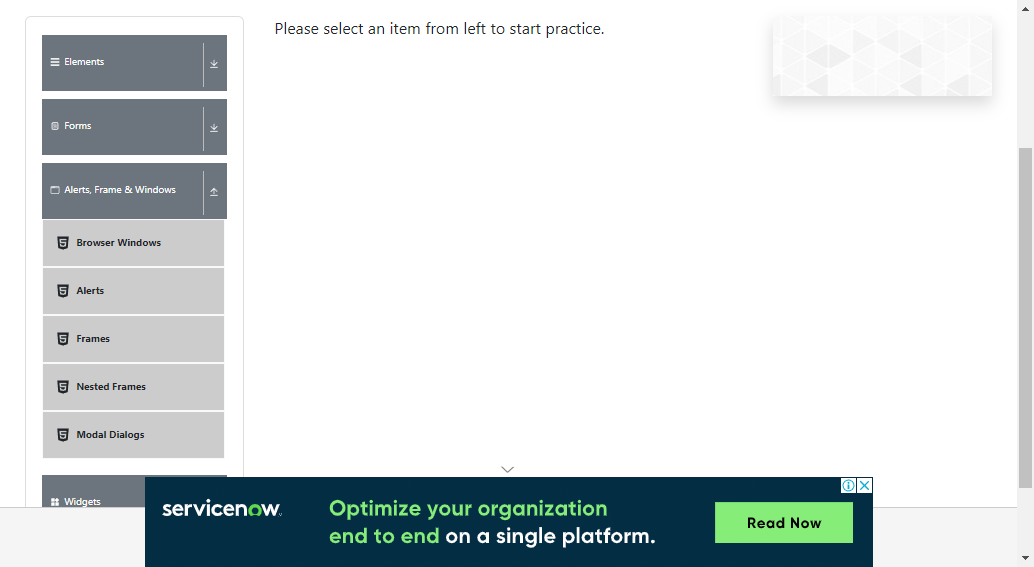 Please select an item from left to start practice.
Elements
Forms
Alerts, Frame & Windows
Browser Windows
Alerts
Frames
Nested Frames
Modal Dialogs
Widgets
servicenow.
Optimize your organization
end to end on a single platform.
Read Now